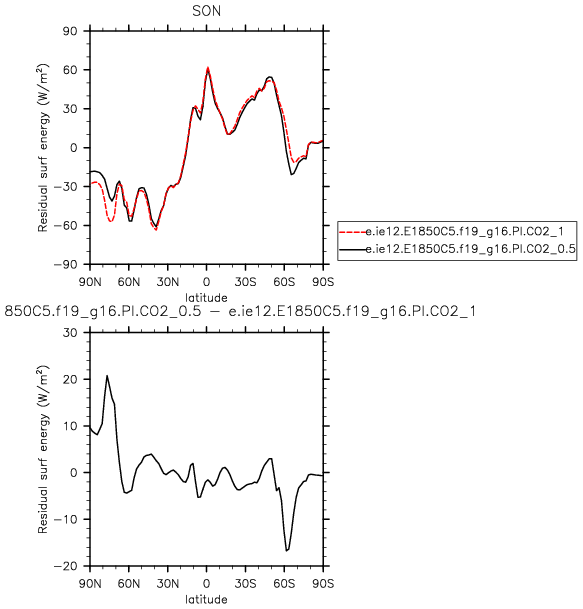 SON
Residual surf energy (W/m²)
90
60
30
0
-30
-60
-90
90N 60N 30N 0 30S 60S 90S
latitude
e.ie12.E1850C5.f19_g16.PI.CO2_1
e.ie12.E1850C5.f19_g16.PI.CO2_0.5
850C5.f19_g16.PI.CO2_0.5 − e.ie12.E1850C5.f19_g16.PI.CO2_1
Residual surf energy (W/m²)
30
20
10
0
-10
-20
90N 60N 30N 0 30S 60S 90S
latitude